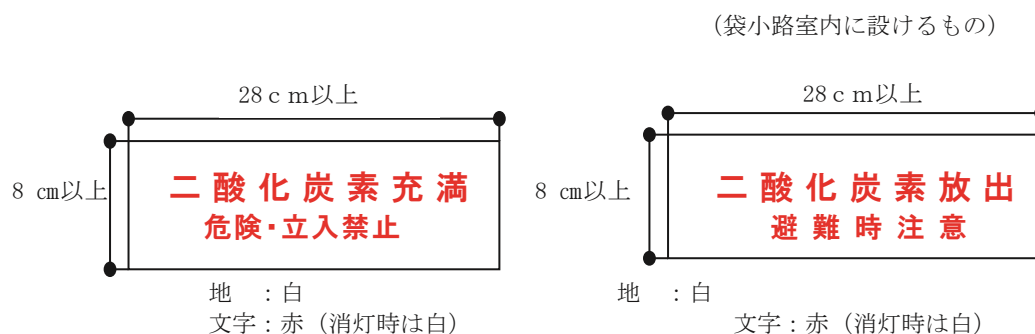 (袋小路室内に設けるもの)
28ｃｍ以上
8 ㎝以上
二酸化炭素充満
危険・立入禁止
地　：白
文字：赤（消灯時は白）
28ｃｍ以上
8 ㎝以上
二酸化炭素放出
避難時注意
地　：白
文字：赤（消灯時は白）